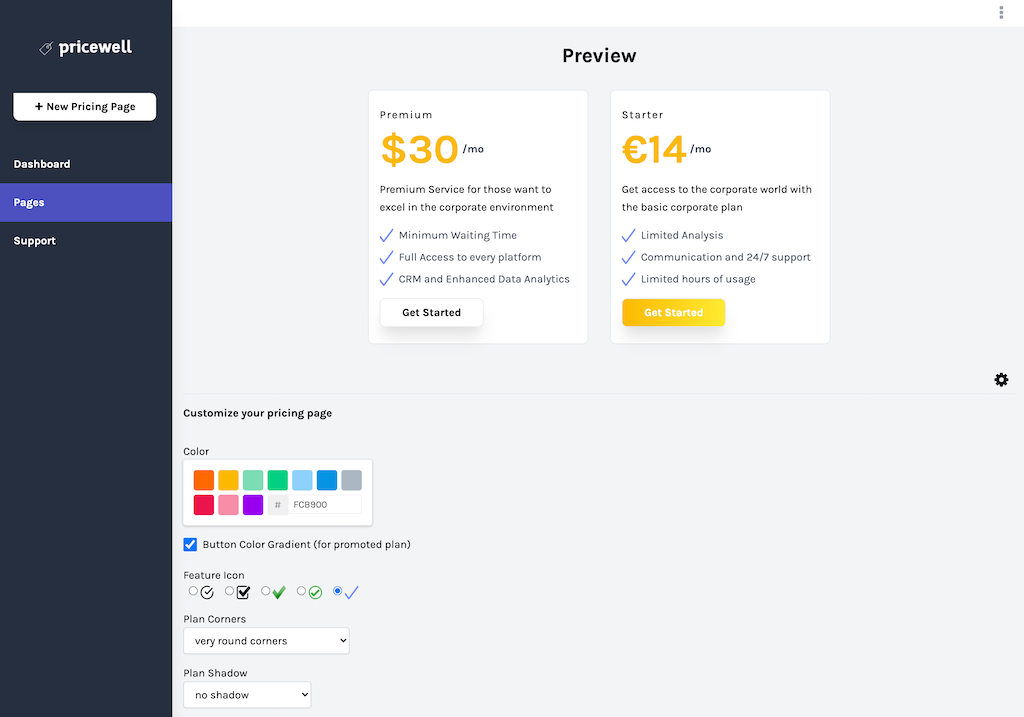 pricewell
+ New Pricing Page
Dashboard
Pages
Support
Preview
Premium
$30 /mo
Premium Service for those want to
excel in the corporate environment
Minimum Waiting Time
Full Access to every platform
CRM and Enhanced Data Analytics
Get Started
Starter
€14 /mo
Get access to the corporate world with
the basic corporate plan
Limited Analysis
Communication and 24/7 support
Limited hours of usage
Get Started
Customize your pricing page
Color
# FCB900
Button Color Gradient (for promoted plan)
Feature Icon
Plan Corners
very round corners
Plan Shadow
no shadow